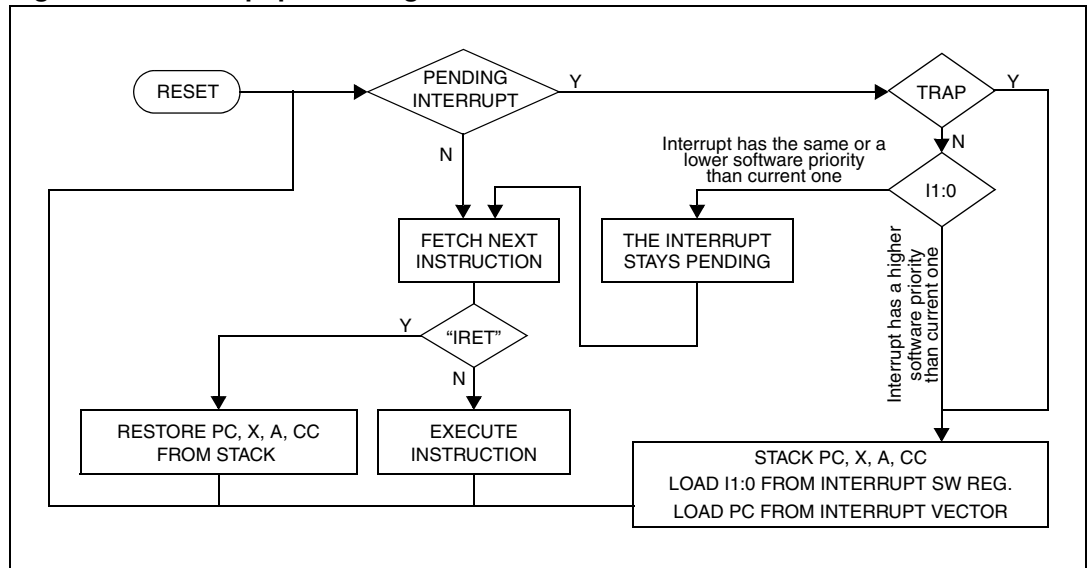 RESET
PENDING
INTERRUPT
Y
TRAP
Y
N
N
Interrupt has the same or a
lower software priority
than current one
I1:0
FETCH NEXT
INSTRUCTION
THE INTERRUPT
STAYS PENDING
Interrupt has a higher
software priority
than current one
Y
“IRET”
N
RESTORE PC, X, A, CC
FROM STACK
EXECUTE
INSTRUCTION
STACK PC, X, A, CC
LOAD I1:0 FROM INTERRUPT SW REG.
LOAD PC FROM INTERRUPT VECTOR